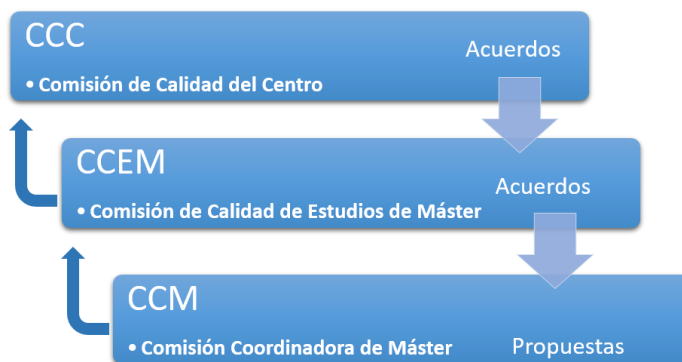 CCC
Acuerdos
• Comisión de Calidad del Centro
CCEM
Acuerdos
• Comisión de Calidad de Estudios de Máster
CCM
• Comisión Coordinadora de Máster
Propuestas